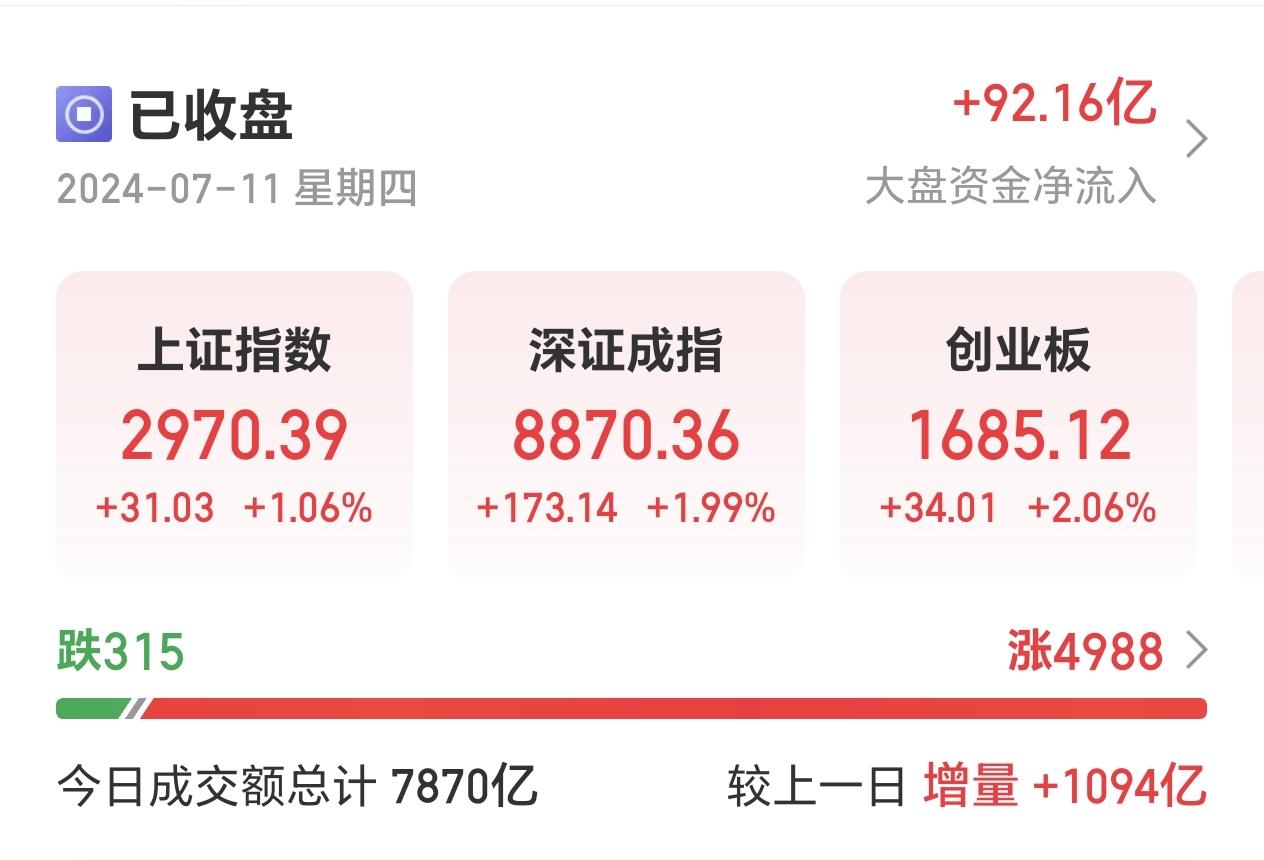 已收盘
+92.16亿
2024-07-11 星期四
大盘资金净流入
上证指数
2970.39
+31.03 +1.06%
深证成指
8870.36
+173.14 +1.99%
创业板
1685.12
+34.01 +2.06%
跌315
涨4988
今日成交额总计 7870亿
较上一日 增量 +1094亿